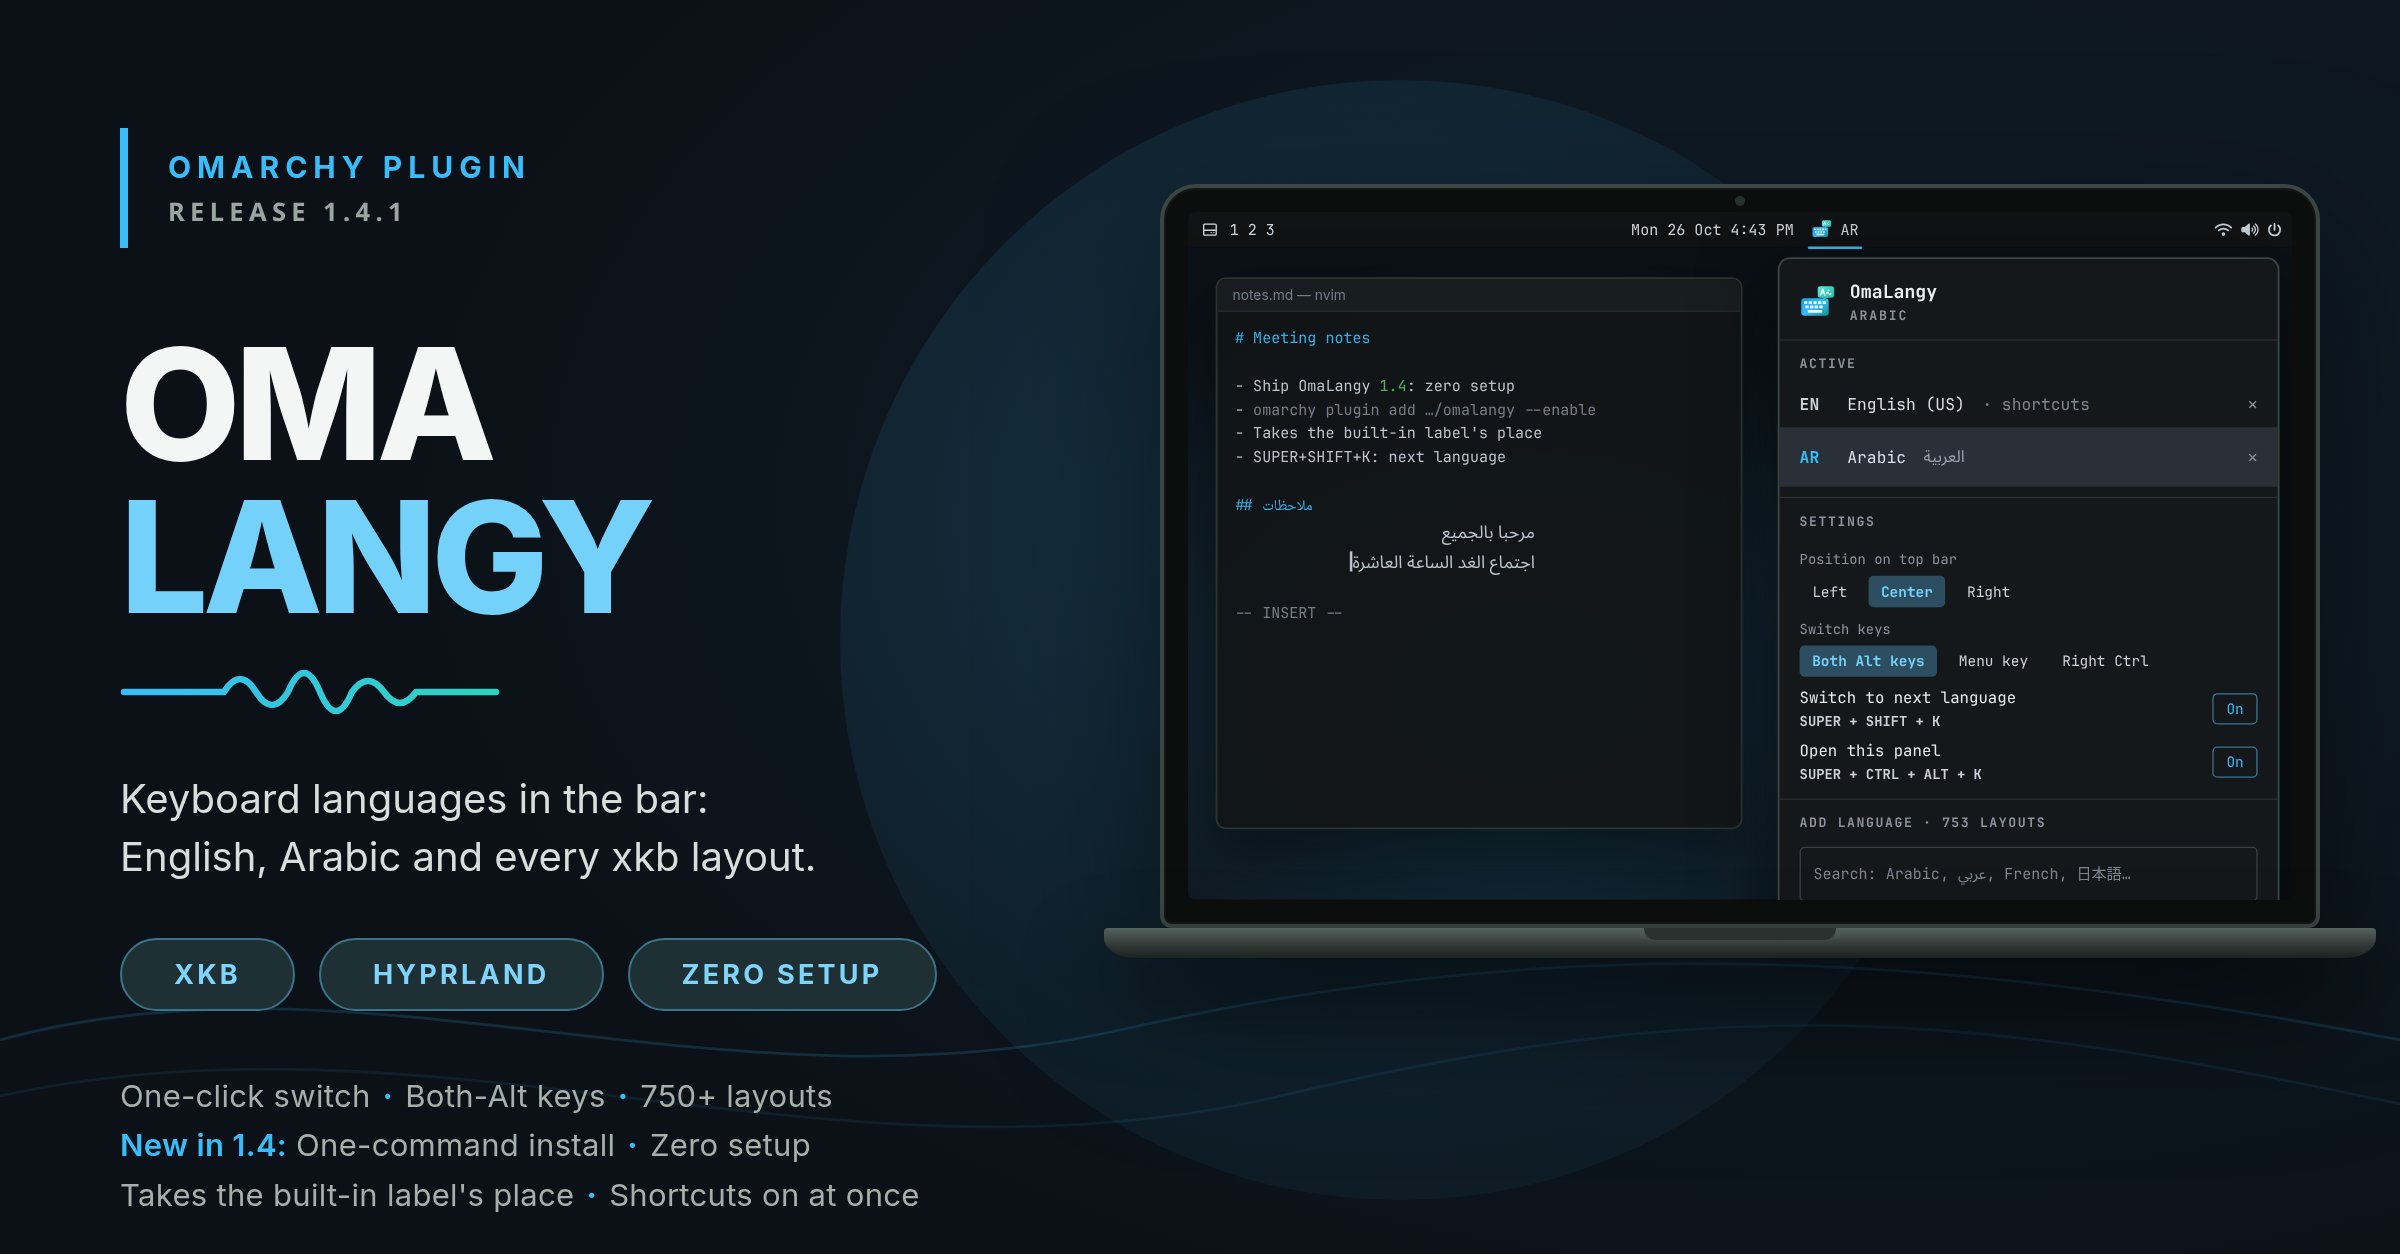 OMARCHY PLUGIN
RELEASE 1.4.1
OMA
LANGY
Keyboard languages in the bar:
English, Arabic and every xkb layout.
XKB
HYPRLAND
ZERO SETUP
One-click switch · Both-Alt keys · 750+ layouts
New in 1.4: One-command install · Zero setup
Takes the built-in label's place · Shortcuts on at once
1 2 3
Mon 26 Oct 4:43 PM
AR
notes.md — nvim
# Meeting notes
- Ship OmaLangy 1.4: zero setup
- omarchy plugin add …/omalangy --enable
- Takes the built-in label's place
- SUPER+SHIFT+K: next language
## ملاحظات
مرحبا بالجميع
اجتماع الغد الساعة العاشرة
-- INSERT --
OmaLangy
ARABIC
ACTIVE
EN English (US) · shortcuts ×
AR Arabic العربية ×
SETTINGS
Position on top bar
Left Center Right
Switch keys
Both Alt keys Menu key Right Ctrl
Switch to next language
SUPER + SHIFT + K
On
Open this panel
SUPER + CTRL + ALT + K
On
ADD LANGUAGE · 753 LAYOUTS
Search: Arabic, عربي, French, 日本語…